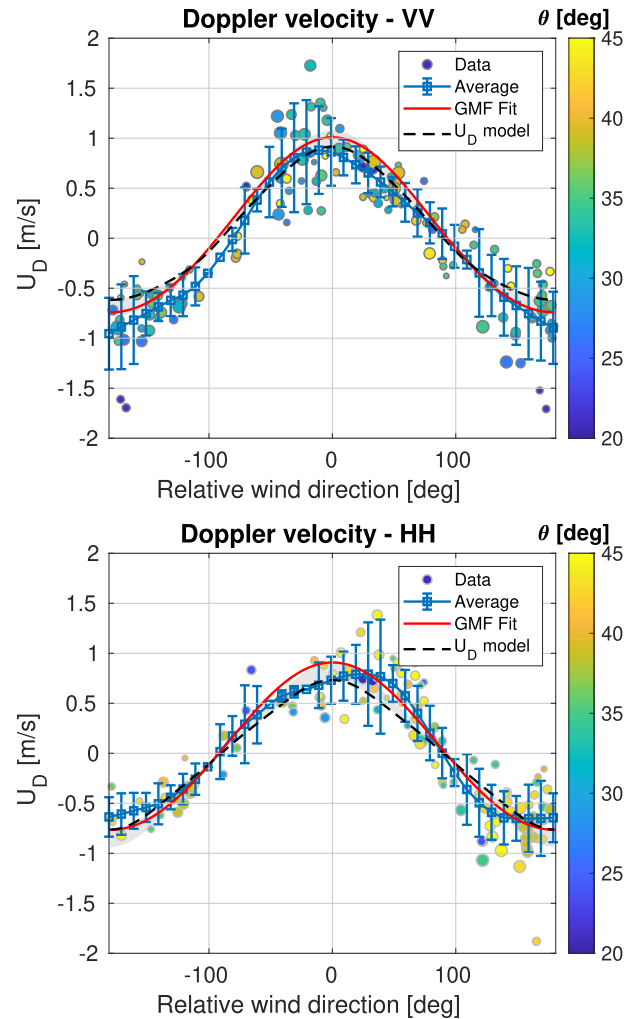 Doppler velocity - VV
θ [deg]
Data
Average
GMF Fit
U_D model
2
1.5
1
0.5
0
-0.5
-1
-1.5
-2
U_D [m/s]
-100 0 100
Relative wind direction [deg]
45
40
35
30
25
20
Doppler velocity - HH
θ [deg]
Data
Average
GMF Fit
U_D model
2
1.5
1
0.5
0
-0.5
-1
-1.5
-2
U_D [m/s]
-100 0 100
Relative wind direction [deg]
45
40
35
30
25
20